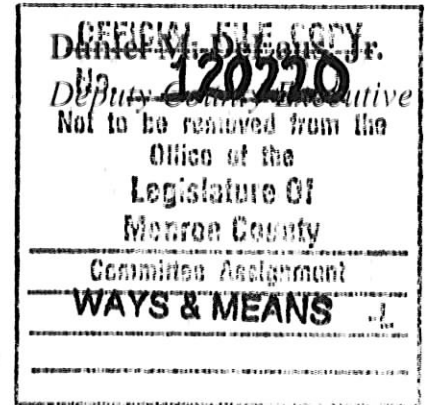 OFFICIAL FILE COPY
Daniel M. DeLaus, Jr.
No. 120220
Deputy County Executive
Not to be removed from the
Office of the
Legislature Of
Monroe County
Committee Assignment
WAYS & MEANS -L